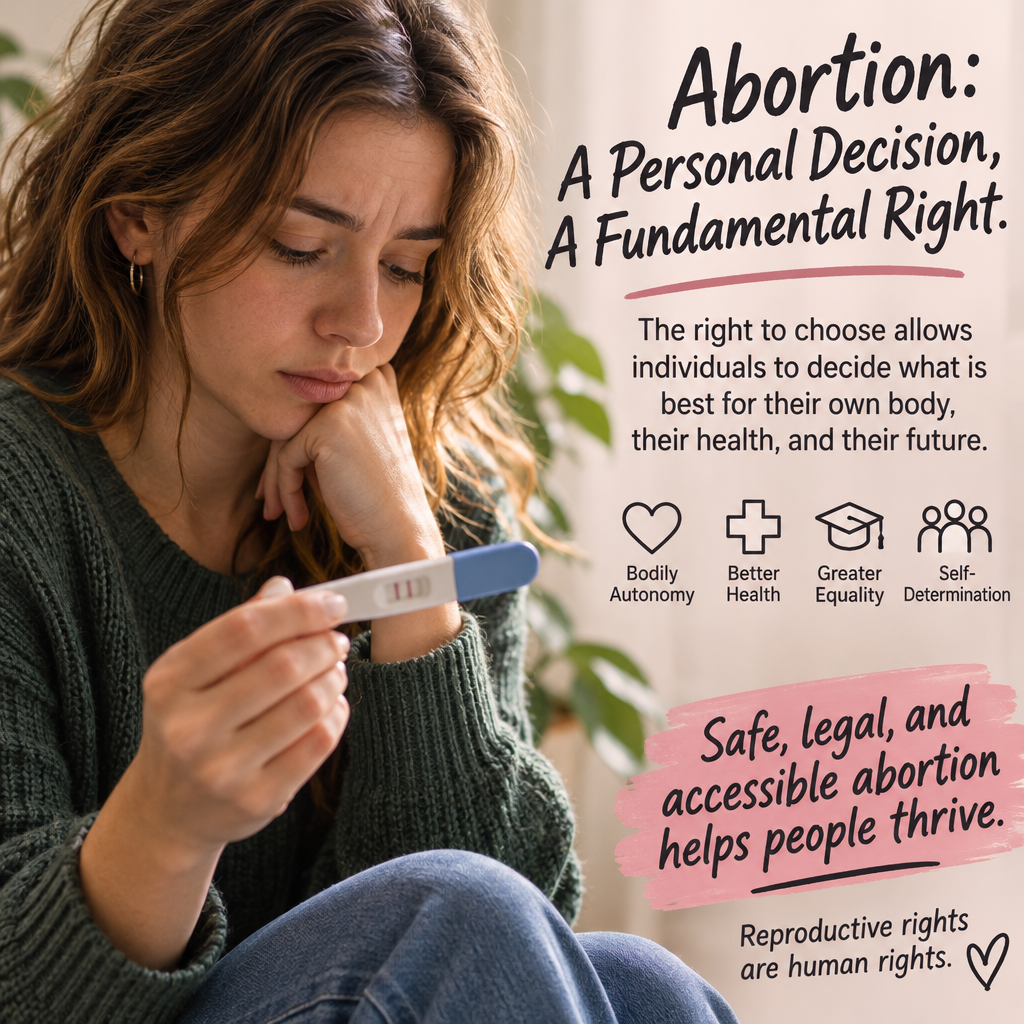 Abortion:
A Personal Decision,
A Fundamental Right.
The right to choose allows
individuals to decide what is
best for their own body,
their health, and their future.
Bodily
Autonomy
Better
Health
Greater
Equality
Self-
Determination
Safe, legal, and
accessible abortion
helps people thrive.
Reproductive rights
are human rights.